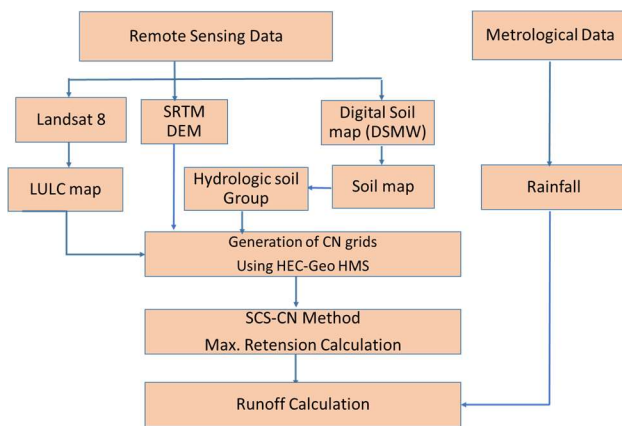 Remote Sensing Data
Metrological Data
Landsat 8
SRTM
DEM
Digital Soil
map (DSMW)
LULC map
Hydrologic soil
Group
Soil map
Rainfall
Generation of CN grids
Using HEC-Geo HMS
SCS-CN Method
Max. Retension Calculation
Runoff Calculation